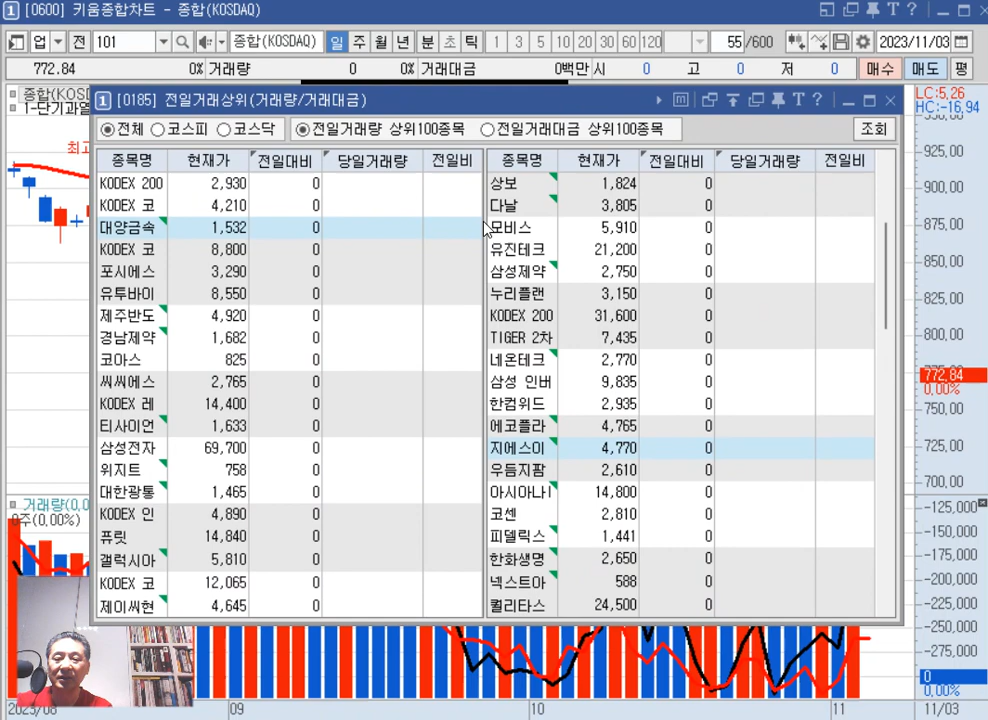 [0600] 키움종합차트 - 종합(KOSDAQ)
업 전 101 종합(KOSDAQ) 일 주 월 년 분 초 틱 1 3 5 10 20 30 60 120 55 /600 2023/11/03
772.84 0% 거래량 0 0% 거래대금 0백만 시 0 고 0 저 0 매수 매도 평
종합(KOSD
1-단기과열
최고
LC:5,26
HC:-16,94
[0185] 전일거래상위(거래량/거래대금)
전체 코스피 코스닥 전일거래량 상위100종목 전일거래대금 상위100종목 조회
종목명 현재가 전일대비 당일거래량 전일비 종목명 현재가 전일대비 당일거래량 전일비
KODEX 200 2,930 0 상보 1,824 0
KODEX 코 4,210 0 다날 3,805 0
대양금속 1,532 0 모비스 5,910 0
KODEX 코 8,800 0 유진테크 21,200 0
포시에스 3,290 0 삼성제약 2,750 0
유투바이 8,550 0 누리플랜 3,150 0
제주반도 4,920 0 KODEX 200 31,600 0
경남제약 1,682 0 TIGER 2차 7,435 0
코아스 825 0 네온테크 2,770 0
씨씨에스 2,765 0 삼성 인버 9,835 0
KODEX 레 14,400 0 한컴위드 2,935 0
티사이언 1,633 0 에코플라 4,765 0
삼성전자 69,700 0 지에스이 4,770 0
위지트 758 0 우듬지팜 2,610 0
대한광통 1,465 0 아시아나I 14,800 0
KODEX 인 4,890 0 코센 2,810 0
퓨릿 14,840 0 피델릭스 1,441 0
갤럭시아 5,810 0 한화생명 2,650 0
KODEX 코 12,065 0 넥스트아 588 0
제이씨현 4,645 0 퀄리타스 24,500 0
925,00
900,00
875,00
850,00
825,00
800,00
772,84
0,00%
750,00
725,00
700,00
거래량(0,0
0주(0,00%)
-125,000
-150,000
-175,000
-200,000
-225,000
-250,000
-275,000
0
0,00%
2023/08 09 10 11 11/03